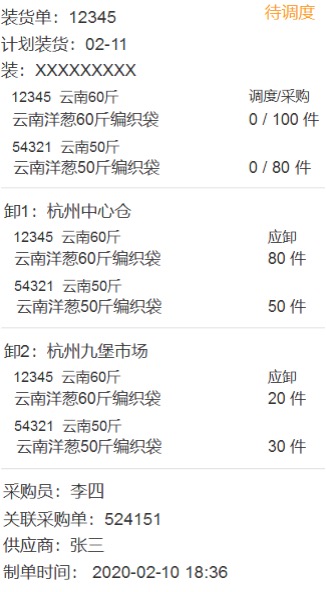 装货单：12345 待调度
计划装货：02-11
装：XXXXXXXXX
12345 云南60斤 调度/采购
云南洋葱60斤编织袋 0 / 100 件
54321 云南50斤
云南洋葱50斤编织袋 0 / 80 件
卸1：杭州中心仓
12345 云南60斤 应卸
云南洋葱60斤编织袋 80 件
54321 云南50斤
云南洋葱50斤编织袋 50 件
卸2：杭州九堡市场
12345 云南60斤 应卸
云南洋葱60斤编织袋 20 件
54321 云南50斤
云南洋葱50斤编织袋 30 件
采购员：李四
关联采购单：524151
供应商：张三
制单时间： 2020-02-10 18:36